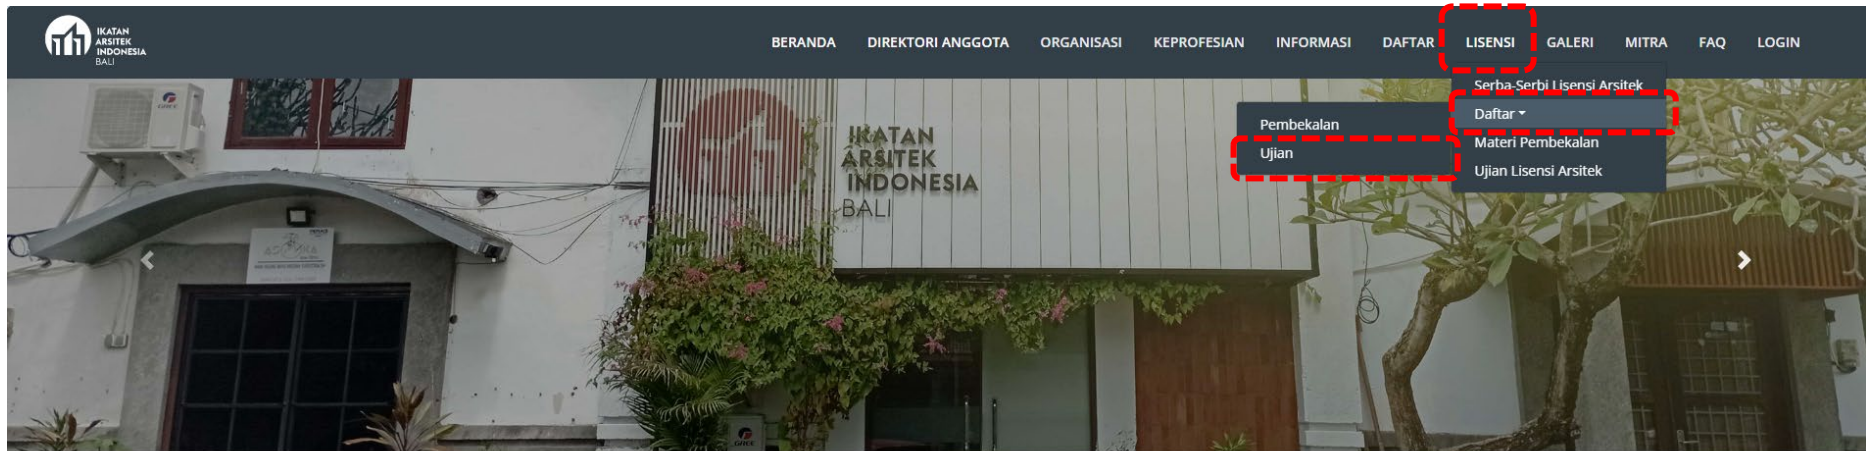 IKATAN
ARSITEK
INDONESIA
BALI
BERANDA DIREKTORI ANGGOTA ORGANISASI KEPROFESIAN INFORMASI DAFTAR LISENSI GALERI MITRA FAQ LOGIN
Serba-Serbi Lisensi Arsitek
Daftar
Materi Pembekalan
Ujian Lisensi Arsitek
Pembekalan
Ujian
IKATAN
ARSITEK
INDONESIA
BALI
GREE